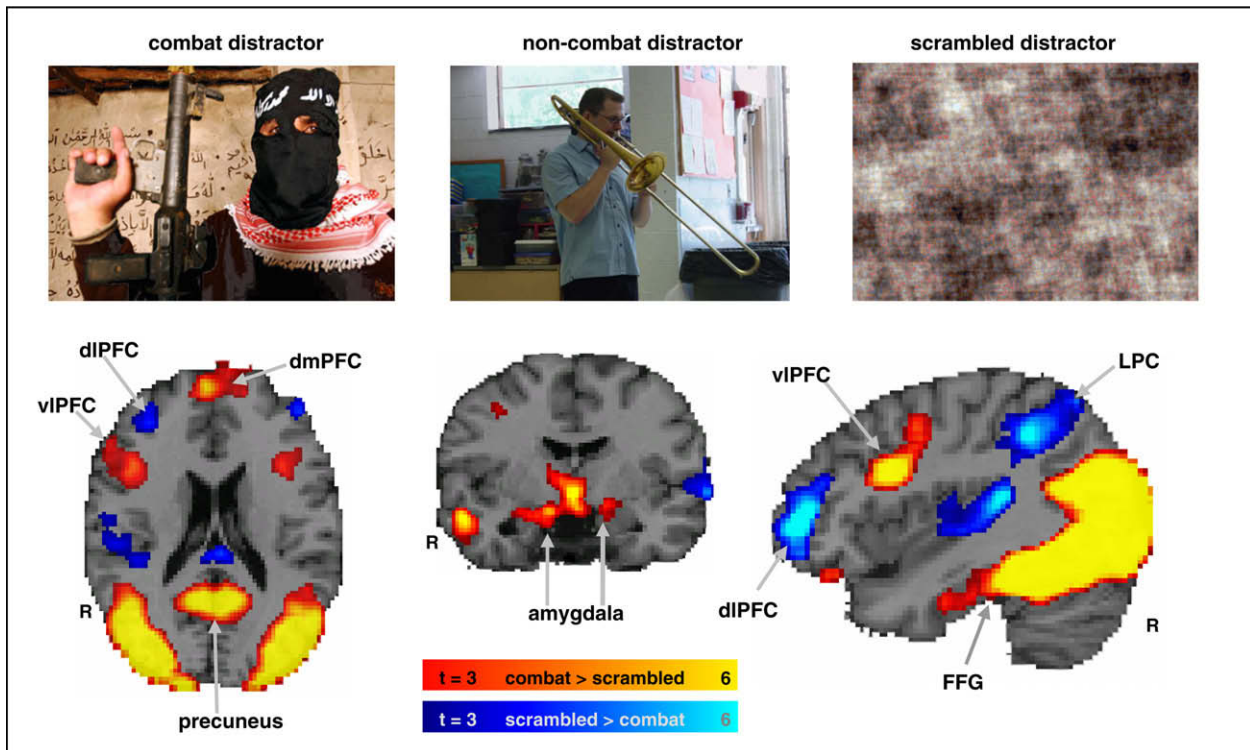 combat distractor
non-combat distractor
scrambled distractor
dlPFC
dmPFC
vlPFC
R
precuneus
R
amygdala
vlPFC
LPC
dlPFC
R
FFG
t = 3 combat > scrambled 6
t = 3 scrambled > combat 6